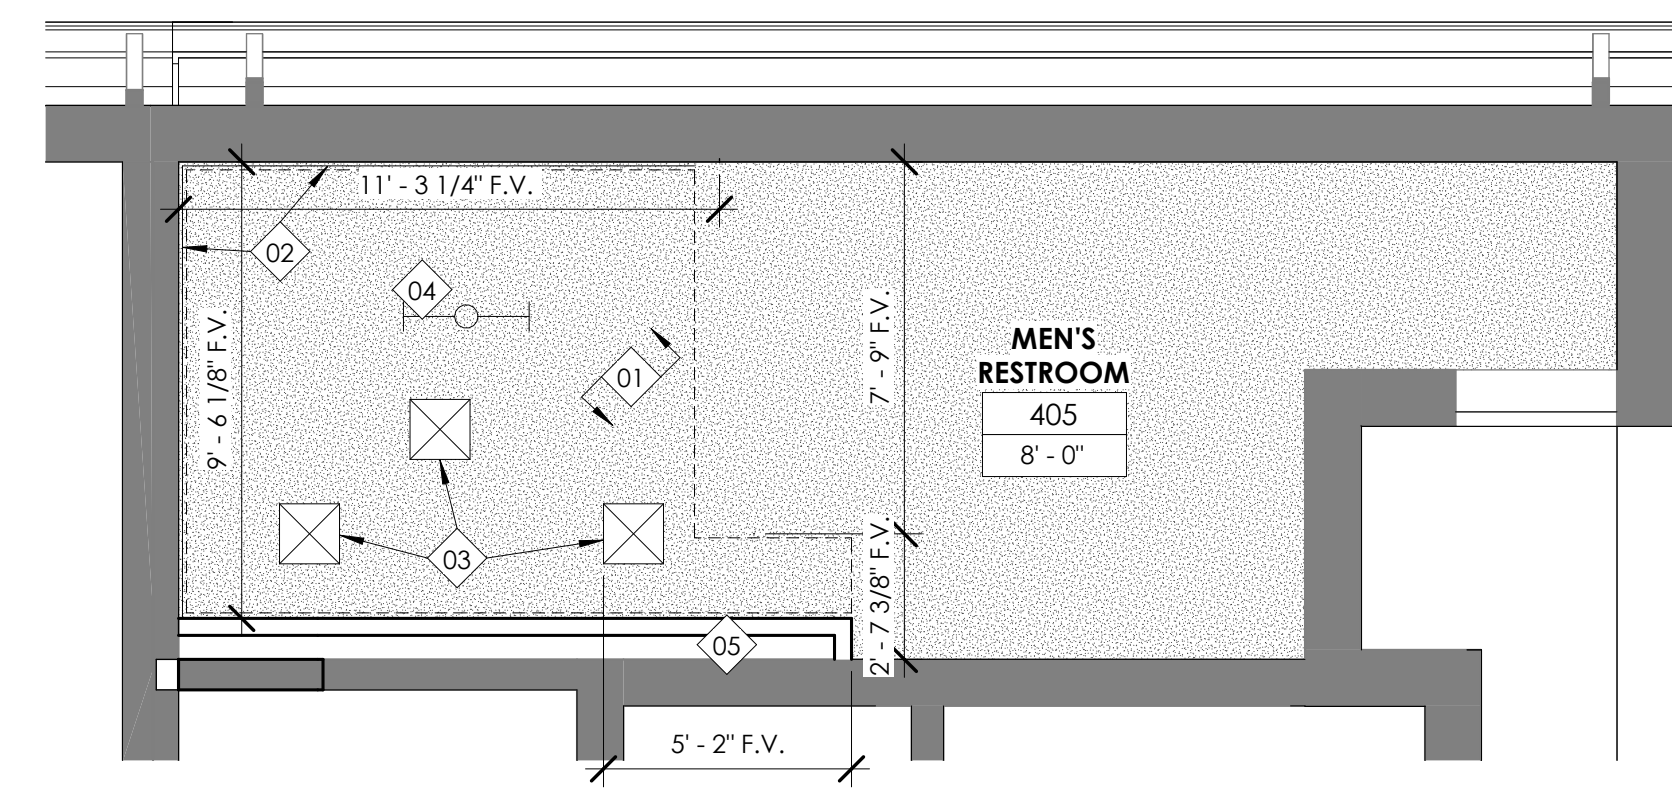 11' - 3 1/4" F.V.
02
04
9' - 6 1/8" F.V.
7' - 9" F.V.
01
MEN'S
RESTROOM
405
8' - 0"
03
2' - 7 3/8" F.V.
05
5' - 2" F.V.